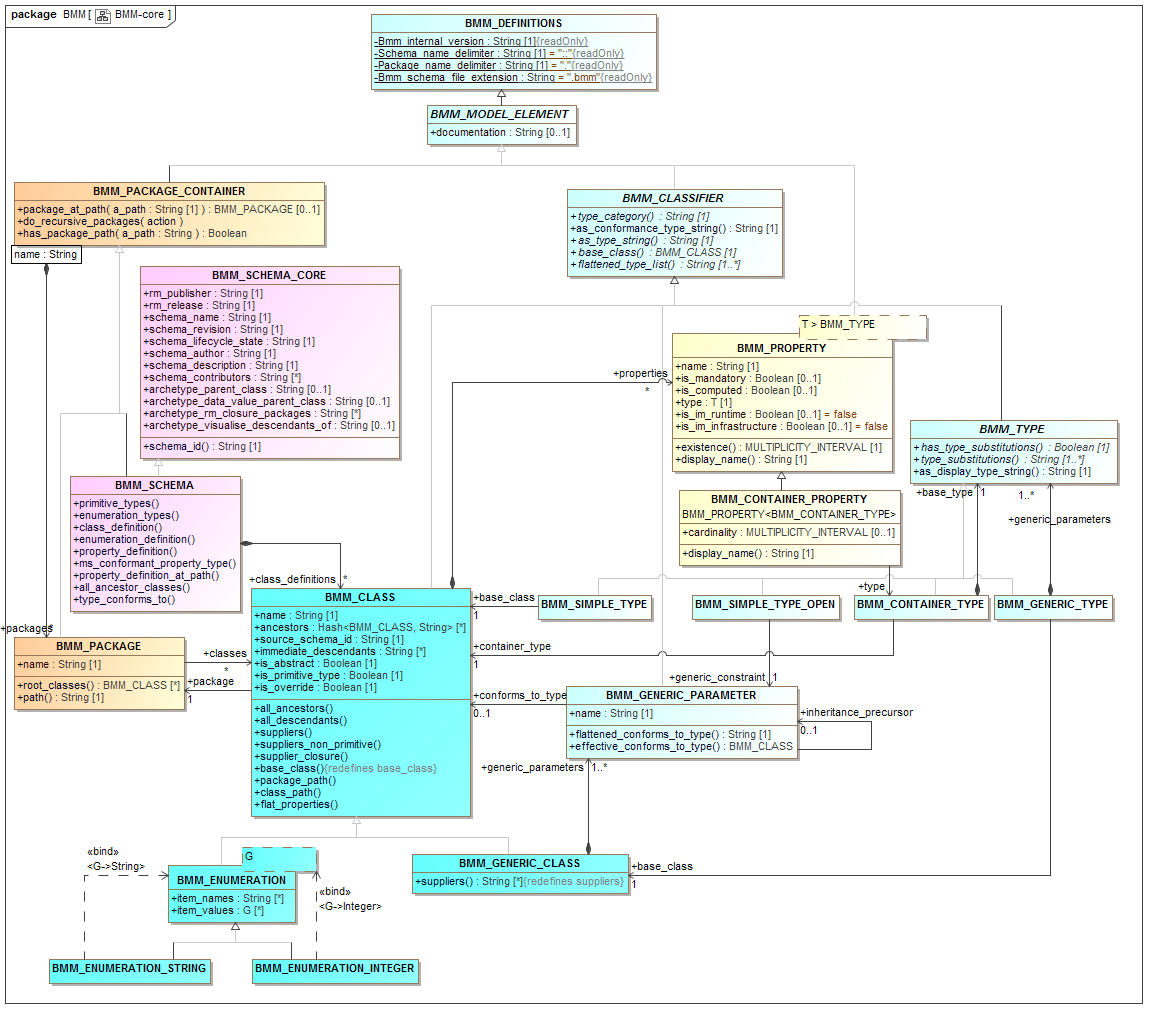 package BMM [ BMM-core ]
BMM_DEFINITIONS
-Bmm_internal_version : String [1]{readOnly}
-Schema_name_delimiter : String [1] = "::"{readOnly}
-Package_name_delimiter : String [1] = "."{readOnly}
-Bmm_schema_file_extension : String = ".bmm"{readOnly}
BMM_MODEL_ELEMENT
+documentation : String [0..1]
BMM_PACKAGE_CONTAINER
+package_at_path( a_path : String [1] ) : BMM_PACKAGE [0..1]
+do_recursive_packages( action )
+has_package_path( a_path : String ) : Boolean
name : String
BMM_CLASSIFIER
+type_category() : String [1]
+as_conformance_type_string() : String [1]
+as_type_string() : String [1]
+base_class() : BMM_CLASS [1]
+flattened_type_list() : String [1..*]
BMM_SCHEMA_CORE
+rm_publisher : String [1]
+rm_release : String [1]
+schema_name : String [1]
+schema_revision : String [1]
+schema_lifecycle_state : String [1]
+schema_author : String [1]
+schema_description : String [1]
+schema_contributors : String [*]
+archetype_parent_class : String [0..1]
+archetype_data_value_parent_class : String [0..1]
+archetype_rm_closure_packages : String [*]
+archetype_visualise_descendants_of : String [0..1]
+schema_id() : String [1]
T > BMM_TYPE
BMM_PROPERTY
+name : String [1]
+is_mandatory : Boolean [0..1]
+is_computed : Boolean [0..1]
+type : T [1]
+is_im_runtime : Boolean [0..1] = false
+is_im_infrastructure : Boolean [0..1] = false
+existence() : MULTIPLICITY_INTERVAL [1]
+display_name() : String [1]
+properties
*
BMM_TYPE
+has_type_substitutions() : Boolean [1]
+type_substitutions() : String [1..*]
+as_display_type_string() : String [1]
+base_type 1
1..*
+generic_parameters
BMM_CONTAINER_PROPERTY
BMM_PROPERTY<BMM_CONTAINER_TYPE>
+cardinality : MULTIPLICITY_INTERVAL [0..1]
+display_name() : String [1]
BMM_SCHEMA
+primitive_types()
+enumeration_types()
+class_definition()
+enumeration_definition()
+property_definition()
+ms_conformant_property_type()
+property_definition_at_path()
+all_ancestor_classes()
+type_conforms_to()
+class_definitions *
+type
BMM_SIMPLE_TYPE
BMM_SIMPLE_TYPE_OPEN
BMM_CONTAINER_TYPE
BMM_GENERIC_TYPE
+packages *
BMM_PACKAGE
+name : String [1]
+root_classes() : BMM_CLASS [*]
+path() : String [1]
+classes
*
+package
1
BMM_CLASS
+name : String [1]
+ancestors : Hash<BMM_CLASS, String> [*]
+source_schema_id : String [1]
+immediate_descendants : String [*]
+is_abstract : Boolean [1]
+is_primitive_type : Boolean [1]
+is_override : Boolean [1]
+all_ancestors()
+all_descendants()
+suppliers()
+suppliers_non_primitive()
+supplier_closure()
+base_class(){redefines base_class}
+package_path()
+class_path()
+flat_properties()
+base_class
1
+container_type
1
+generic_constraint 1
+conforms_to_type
0..1
BMM_GENERIC_PARAMETER
+name : String [1]
+flattened_conforms_to_type() : String [1]
+effective_conforms_to_type() : BMM_CLASS
+inheritance_precursor
0..1
+generic_parameters 1..*
BMM_GENERIC_CLASS
+suppliers() : String [*]{redefines suppliers}
+base_class
1
«bind»
<G->String>
G
BMM_ENUMERATION
+item_names : String [*]
+item_values : G [*]
«bind»
<G->Integer>
BMM_ENUMERATION_STRING
BMM_ENUMERATION_INTEGER